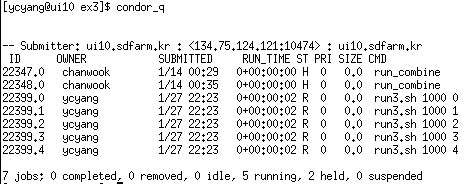 [ycyang@ui10 ex3]$ condor_q
-- Submitter: ui10.sdfarm.kr : <134.75.124.121:10474> : ui10.sdfarm.kr
ID OWNER SUBMITTED RUN_TIME ST PRI SIZE CMD
22347.0 chanwook 1/14 00:29 0+00:00:00 H 0 0.0 run_combine
22348.0 chanwook 1/14 00:35 0+00:00:00 H 0 0.0 run_combine
22399.0 ycyang 1/27 22:23 0+00:00:02 R 0 0.0 run3.sh 1000 0
22399.1 ycyang 1/27 22:23 0+00:00:02 R 0 0.0 run3.sh 1000 1
22399.2 ycyang 1/27 22:23 0+00:00:02 R 0 0.0 run3.sh 1000 2
22399.3 ycyang 1/27 22:23 0+00:00:02 R 0 0.0 run3.sh 1000 3
22399.4 ycyang 1/27 22:23 0+00:00:02 R 0 0.0 run3.sh 1000 4
7 jobs; 0 completed, 0 removed, 0 idle, 5 running, 2 held, 0 suspended